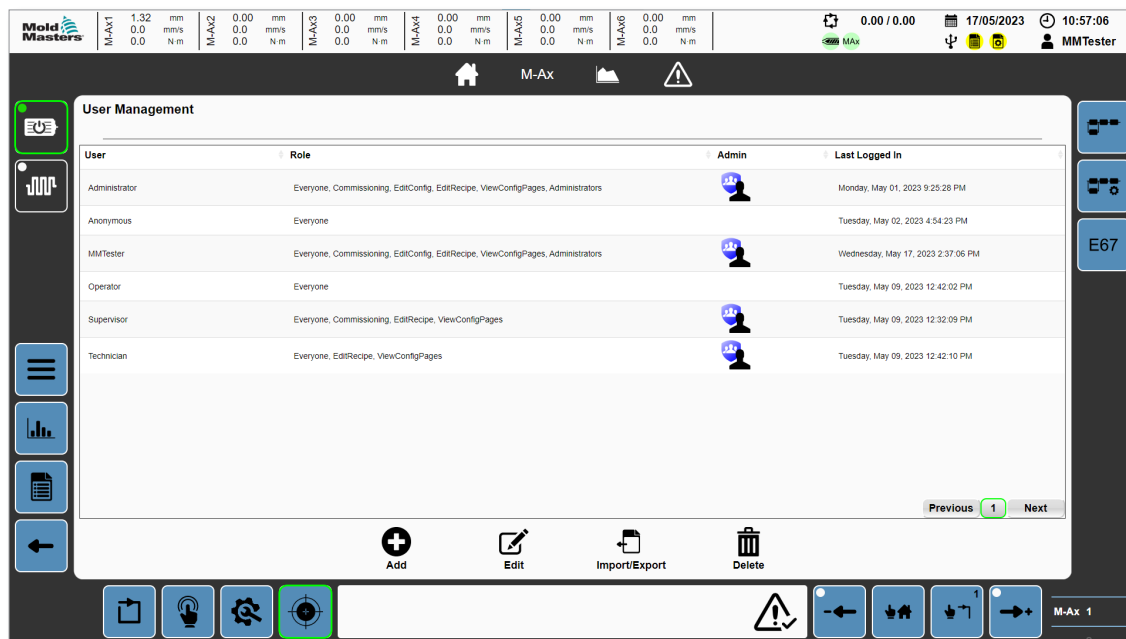 Mold Masters
M-Ax1 1.32 mm 0.0 mm/s 0.0 N·m
M-Ax2 0.00 mm 0.0 mm/s 0.0 N·m
M-Ax3 0.00 mm 0.0 mm/s 0.0 N·m
M-Ax4 0.00 mm 0.0 mm/s 0.0 N·m
M-Ax5 0.00 mm 0.0 mm/s 0.0 N·m
M-Ax6 0.00 mm 0.0 mm/s 0.0 N·m
0.00 / 0.00 17/05/2023 10:57:06
MAx MMTester
M-Ax
User Management
User Role Admin Last Logged In
Administrator Everyone, Commissioning, EditConfig, EditRecipe, ViewConfigPages, Administrators Monday, May 01, 2023 9:25:28 PM
Anonymous Everyone Tuesday, May 02, 2023 4:54:23 PM
MMTester Everyone, Commissioning, EditConfig, EditRecipe, ViewConfigPages, Administrators Wednesday, May 17, 2023 2:37:06 PM
Operator Everyone Tuesday, May 09, 2023 12:42:02 PM
Supervisor Everyone, Commissioning, EditRecipe, ViewConfigPages Tuesday, May 09, 2023 12:32:09 PM
Technician Everyone, EditRecipe, ViewConfigPages Tuesday, May 09, 2023 12:42:10 PM
E67
Previous 1 Next
Add Edit Import/Export Delete
1
M-Ax 1